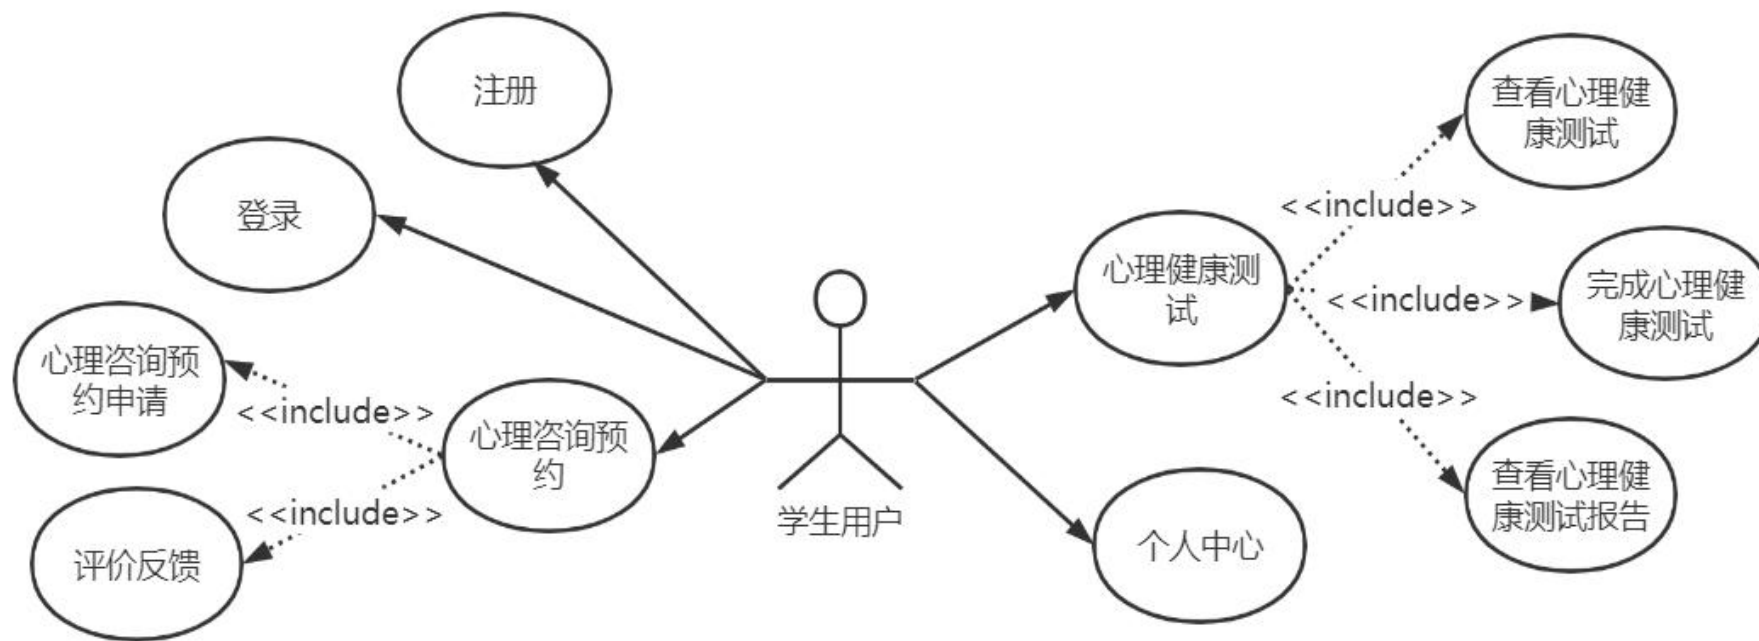 注册
登录
心理咨询预
约申请
<<include>>
心理咨询预
约
<<include>>
评价反馈
学生用户
查看心理健
康测试
<<include>>
心理健康测
试
<<include>>
完成心理健
康测试
<<include>>
查看心理健
康测试报告
个人中心